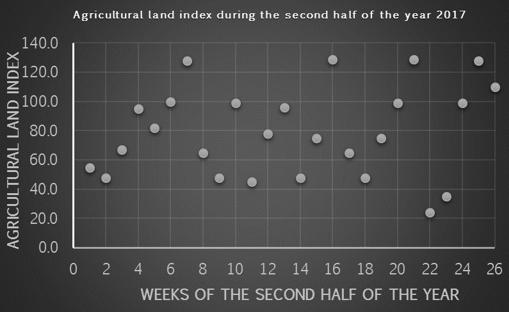 Agricultural land index during the second half of the year 2017
AGRICULTURAL LAND INDEX
140.0
120.0
100.0
80.0
60.0
40.0
20.0
0.0
0 2 4 6 8 10 12 14 16 18 20 22 24 26
WEEKS OF THE SECOND HALF OF THE YEAR